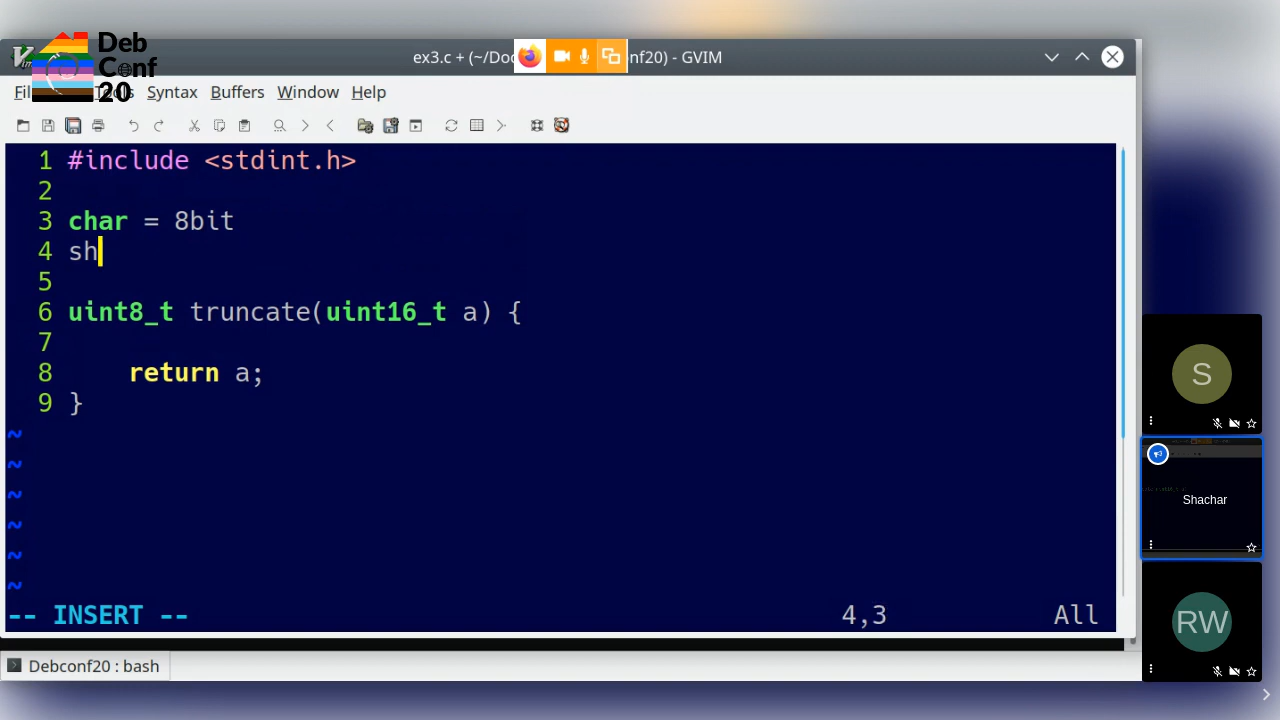 Deb
Conf
20
ex3.c + (~/Doc nf20) - GVIM
Fil Tools Syntax Buffers Window Help
1 #include <stdint.h>
2
3 char = 8bit
4 sh
5
6 uint8_t truncate(uint16_t a) {
7
8 return a;
9 }
~
~
~
~
~
~
-- INSERT -- 4,3 All
Debconf20 : bash
S
Shachar
RW